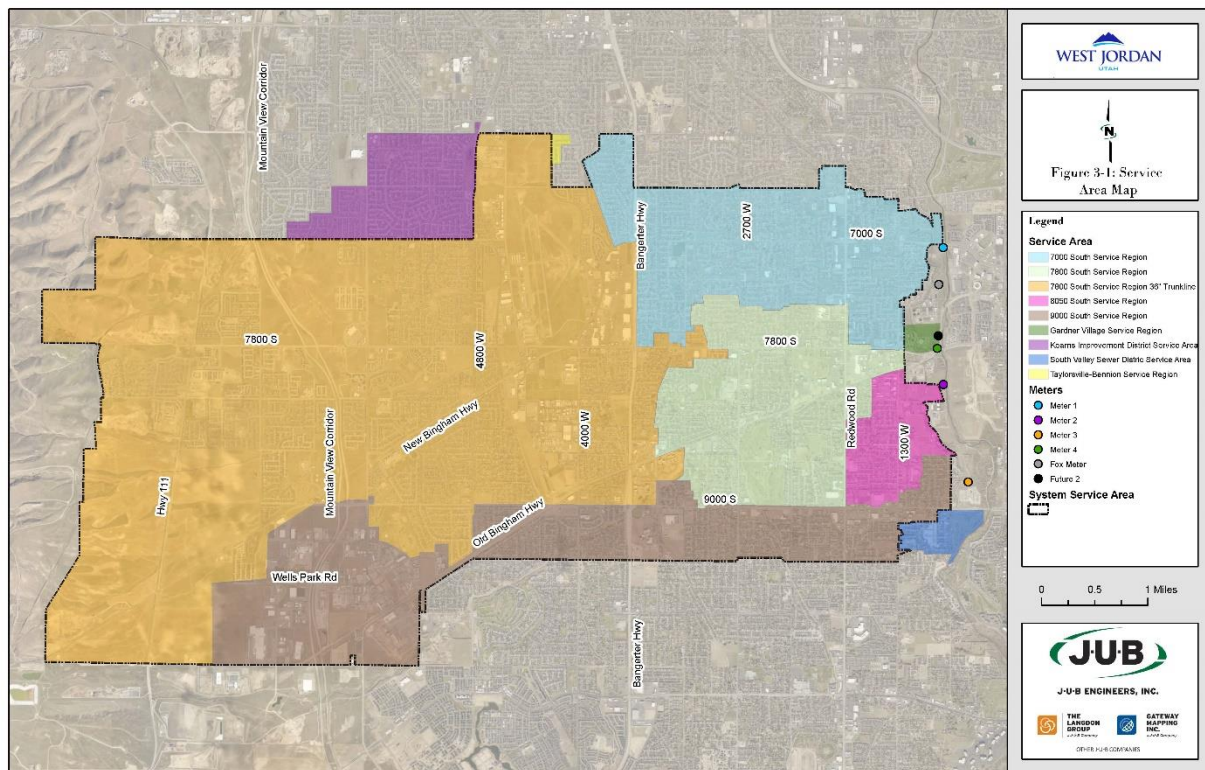 Mountain View Corridor
Bangerter Hwy
2700 W
7000 S
7800 S
4800 W
7800 S
New Bingham Hwy
4000 W
Redwood Rd
1300 W
Mountain View Corridor
Hwy 111
9000 S
Old Bingham Hwy
Wells Park Rd
Bangerter Hwy
WEST JORDAN
UTAH
N
Figure 3-1: Service
Area Map
Legend
Service Area
7000 South Service Region
7800 South Service Region
7800 South Service Region 36" Trunkline
8050 South Service Region
9000 South Service Region
Gardner Village Service Region
Kearns Improvement District Service Area
South Valley Sewer Distric Service Area
Taylorsville-Bennion Service Region
Meters
Meter 1
Meter 2
Meter 3
Meter 4
Fox Meter
Future 2
System Service Area
0 0.5 1 Miles
J·U·B
J·U·B ENGINEERS, INC.
THE
LANGDON
GROUP
a J·U·B Company
GATEWAY
MAPPING
INC.
a J·U·B Company
OTHER J·U·B COMPANIES